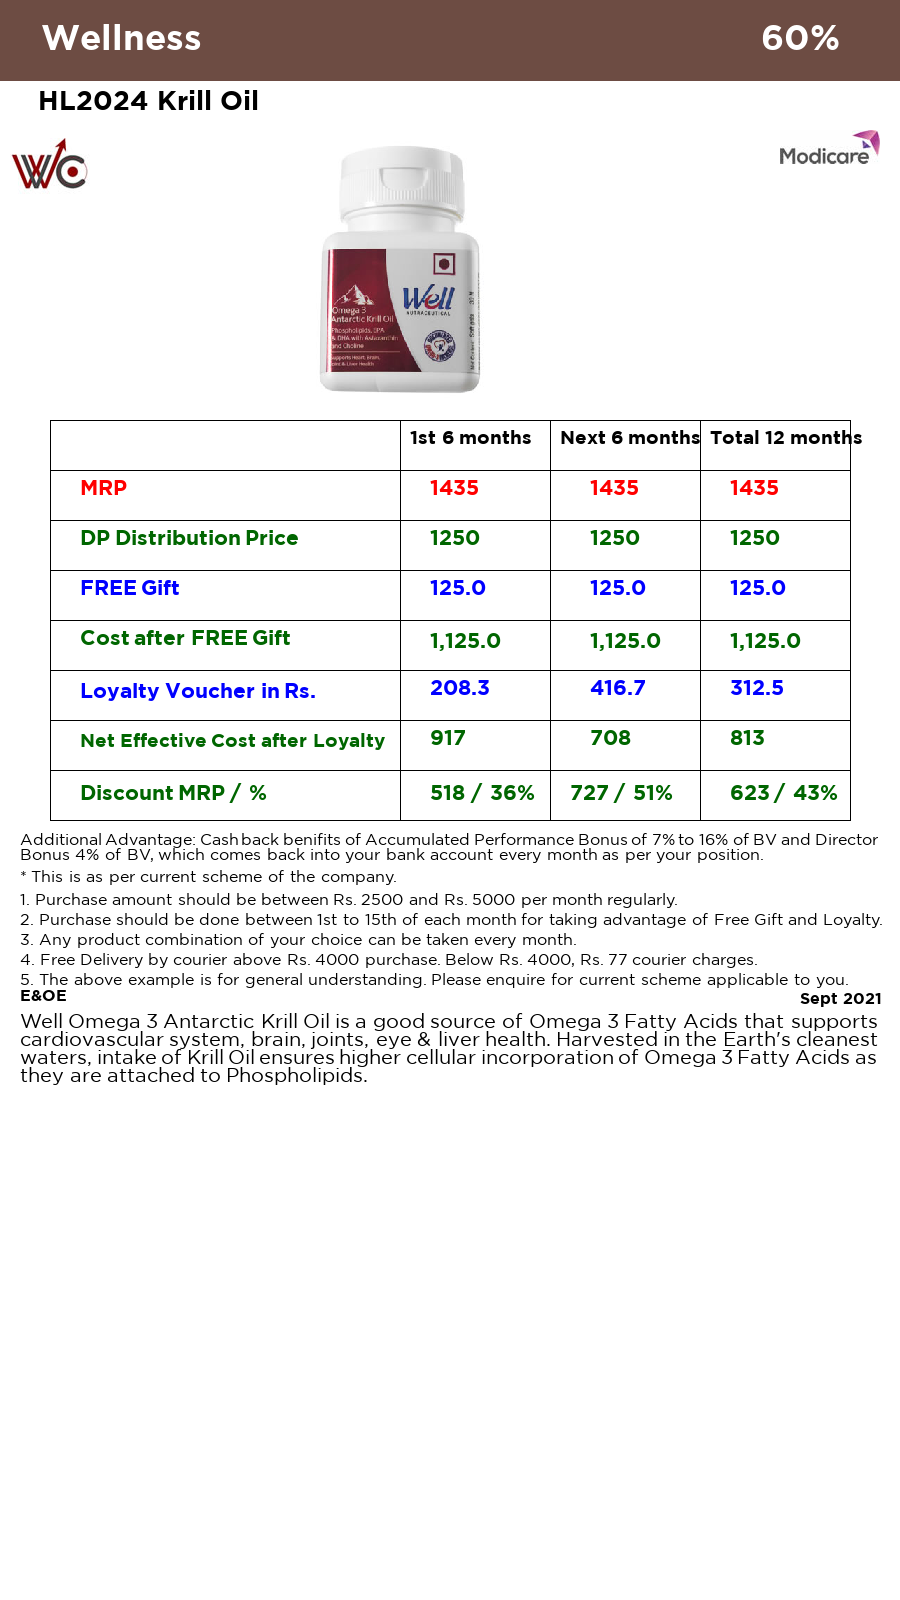 Wellness 60%
HL2024 Krill Oil
WC
Modicare
Well
NUTRACEUTICAL
Omega 3
Antarctic Krill Oil
Phospholipids, EPA
& DHA with Astaxanthin
and Choline
Supports Heart, Brain,
& Liver Health
1st 6 months Next 6 months Total 12 months
MRP 1435 1435 1435
DP Distribution Price 1250 1250 1250
FREE Gift 125.0 125.0 125.0
Cost after FREE Gift 1,125.0 1,125.0 1,125.0
Loyalty Voucher in Rs. 208.3 416.7 312.5
Net Effective Cost after Loyalty 917 708 813
Discount MRP / % 518 / 36% 727 / 51% 623 / 43%
Additional Advantage: Cashback benifits of Accumulated Performance Bonus of 7% to 16% of BV and Director
Bonus 4% of BV, which comes back into your bank account every month as per your position.
* This is as per current scheme of the company.
1. Purchase amount should be between Rs. 2500 and Rs. 5000 per month regularly.
2. Purchase should be done between 1st to 15th of each month for taking advantage of Free Gift and Loyalty.
3. Any product combination of your choice can be taken every month.
4. Free Delivery by courier above Rs. 4000 purchase. Below Rs. 4000, Rs. 77 courier charges.
5. The above example is for general understanding. Please enquire for current scheme applicable to you.
E&OE
Sept 2021
Well Omega 3 Antarctic Krill Oil is a good source of Omega 3 Fatty Acids that supports
cardiovascular system, brain, joints, eye & liver health. Harvested in the Earth's cleanest
waters, intake of Krill Oil ensures higher cellular incorporation of Omega 3 Fatty Acids as
they are attached to Phospholipids.